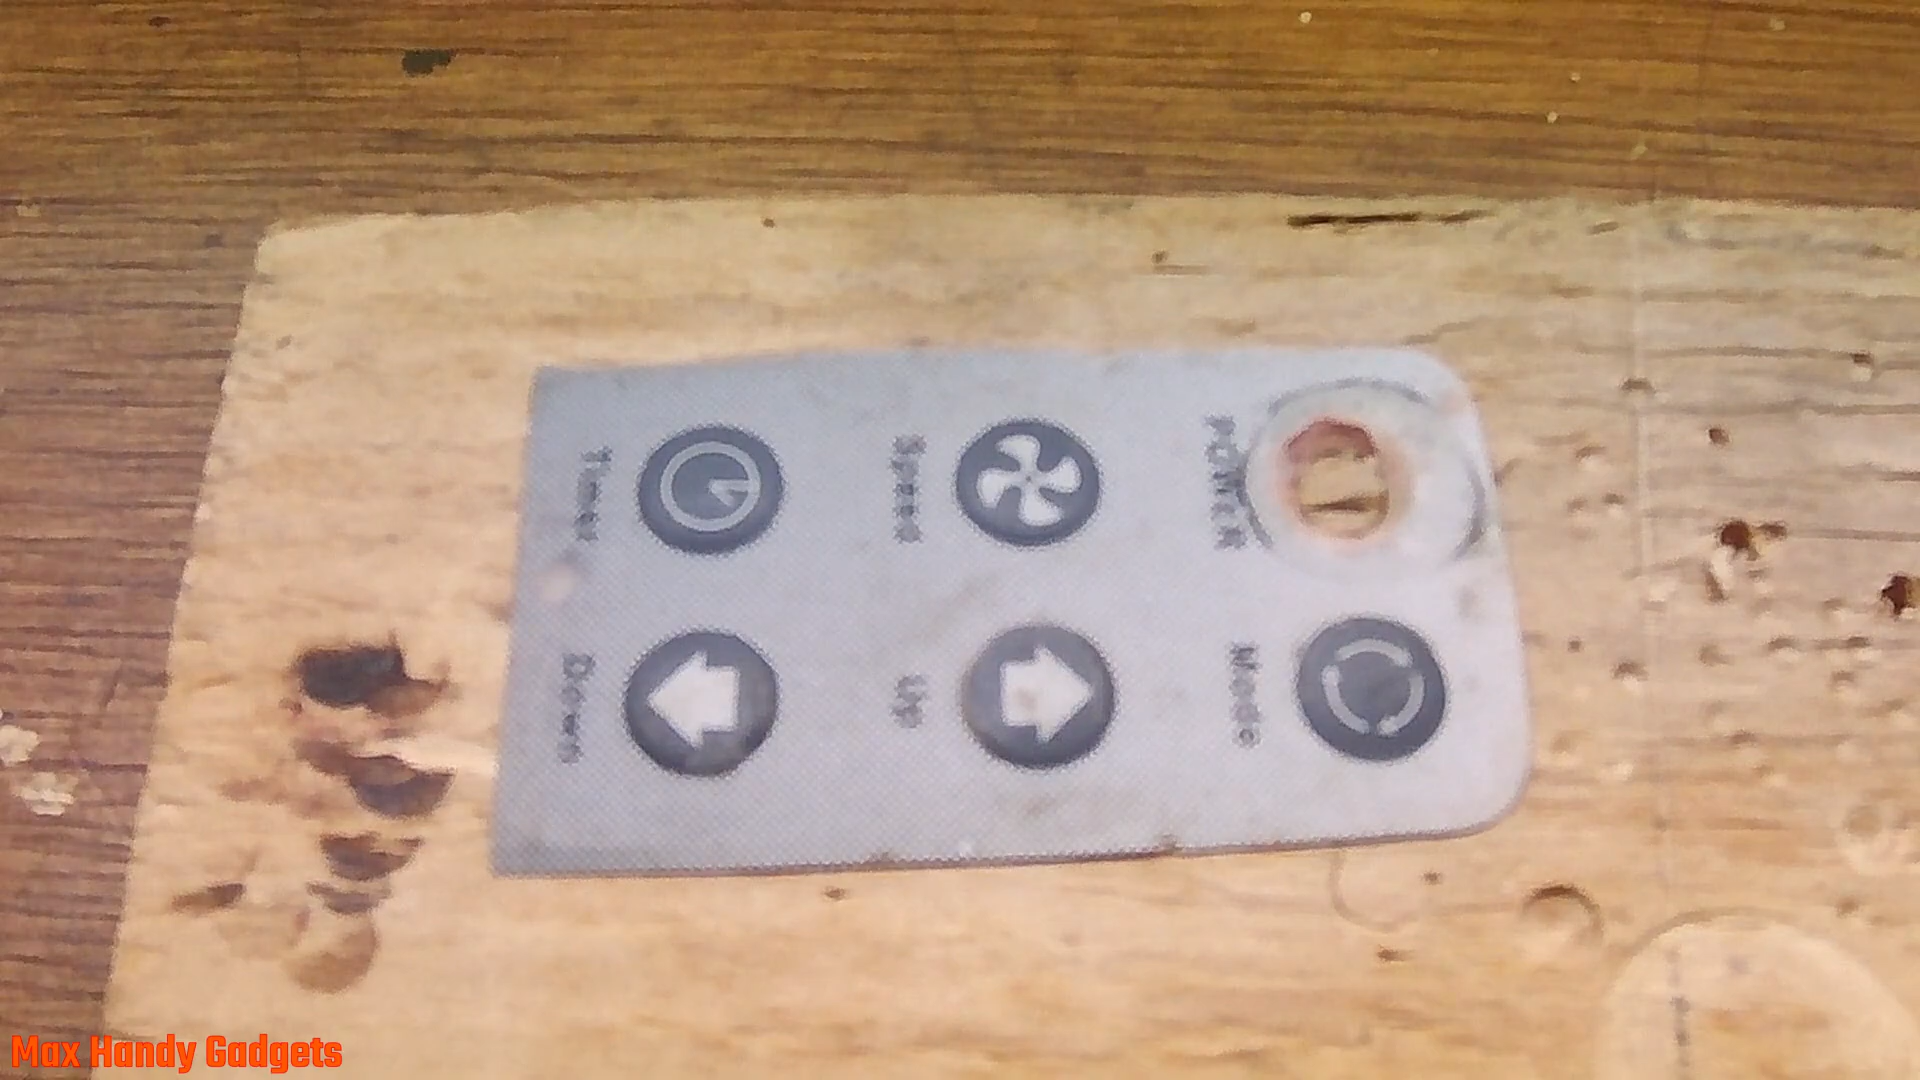 POWER
Mode
Speed
Up
Timer
Down
Max Handy Gadgets